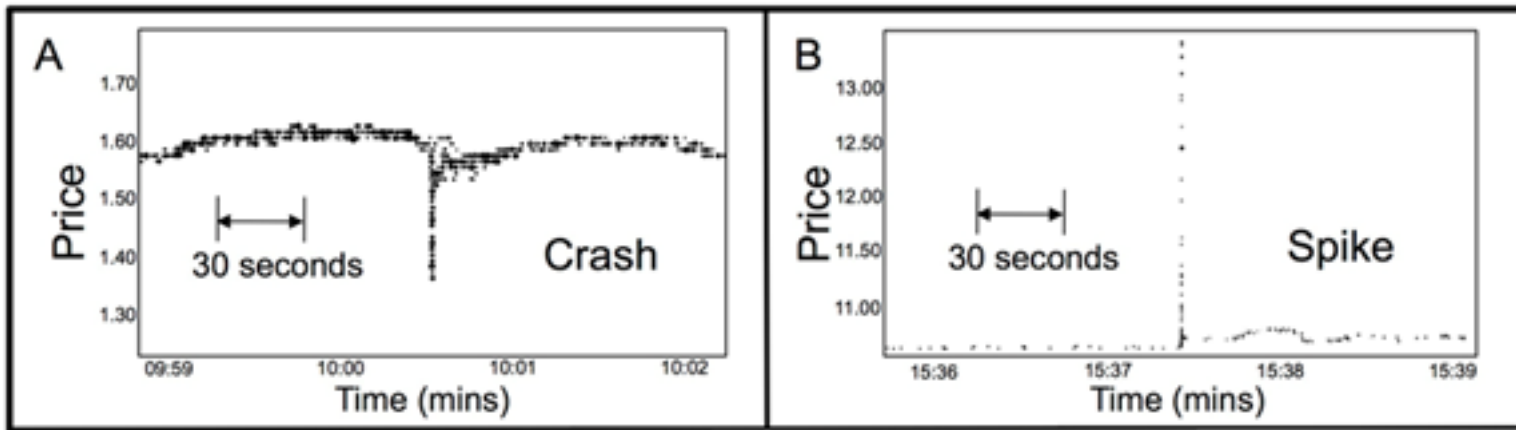 A
1.70
1.60
1.50
1.40
1.30
Price
30 seconds
Crash
09:59 10:00 10:01 10:02
Time (mins)
B
13.00
12.50
12.00
11.50
11.00
Price
30 seconds
Spike
15:36 15:37 15:38 15:39
Time (mins)